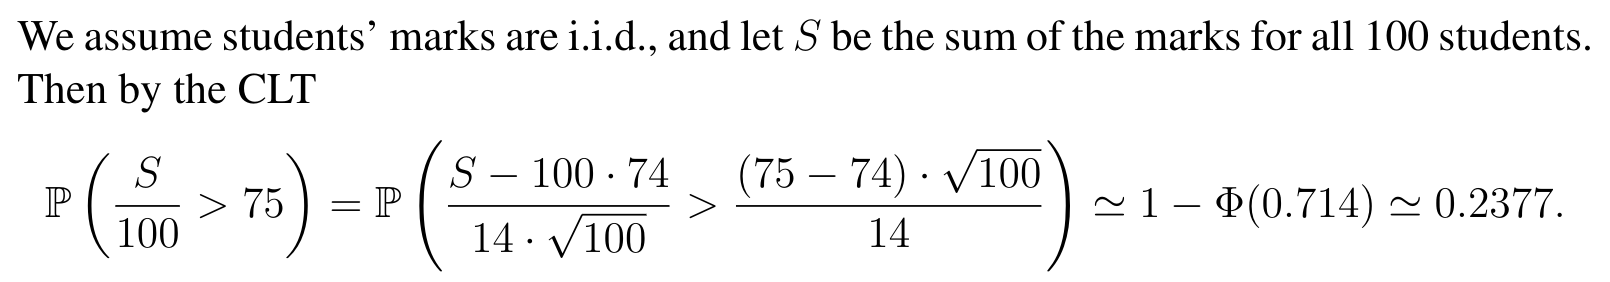 We assume students’ marks are i.i.d., and let S be the sum of the marks for all 100 students.
Then by the CLT
ℙ(S/100 > 75) = ℙ((S − 100 · 74)/(14 · √100) > ((75 − 74) · √100)/14) ≃ 1 − Φ(0.714) ≃ 0.2377.